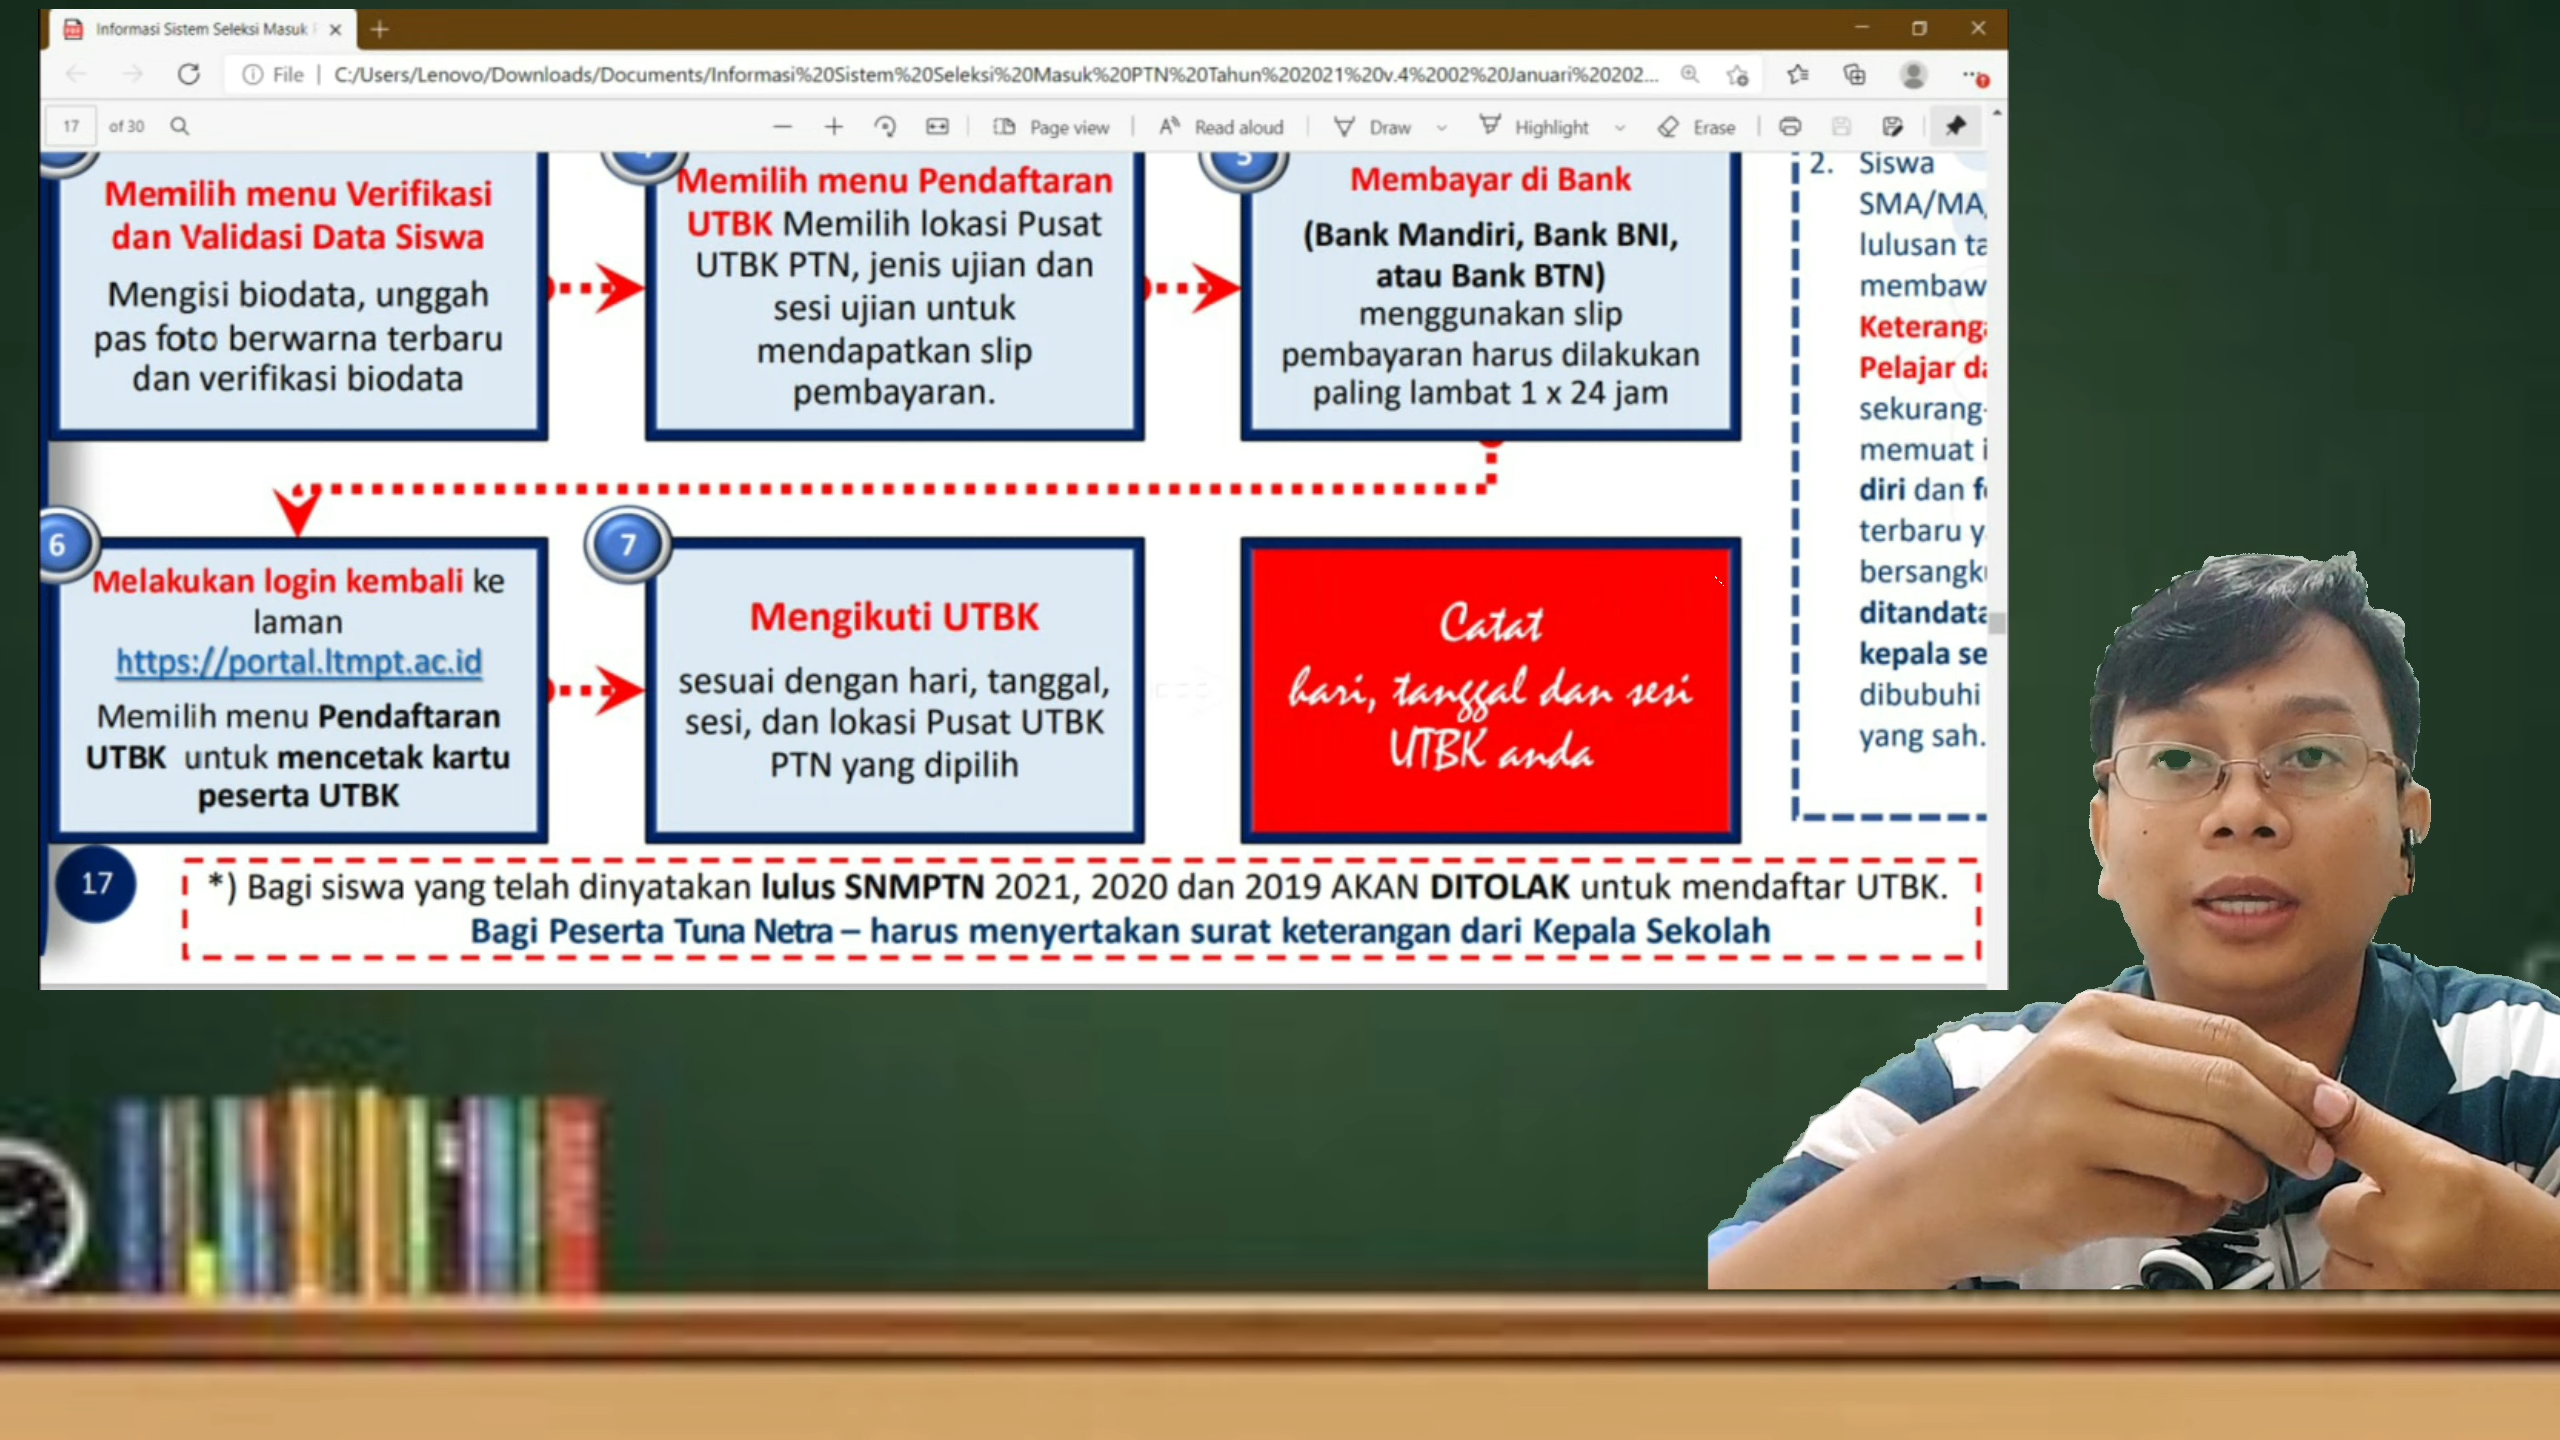 Informasi Sistem Seleksi Masuk
File
C:/Users/Lenovo/Downloads/Documents/Informasi%20Sistem%20Seleksi%20Masuk%20PTN%20Tahun%202021%20v.4%2002%20Januari%20202...
17 of 30
Page view
Read aloud
Draw
Highlight
Erase
Memilih menu Verifikasi
dan Validasi Data Siswa
Mengisi biodata, unggah
pas foto berwarna terbaru
dan verifikasi biodata
4
Memilih menu Pendaftaran
UTBK Memilih lokasi Pusat
UTBK PTN, jenis ujian dan
sesi ujian untuk
mendapatkan slip
pembayaran.
5
Membayar di Bank
(Bank Mandiri, Bank BNI,
atau Bank BTN)
menggunakan slip
pembayaran harus dilakukan
paling lambat 1 x 24 jam
6
Melakukan login kembali ke
laman
https://portal.ltmpt.ac.id
Memilih menu Pendaftaran
UTBK untuk mencetak kartu
peserta UTBK
7
Mengikuti UTBK
sesuai dengan hari, tanggal,
sesi, dan lokasi Pusat UTBK
PTN yang dipilih
Catat
hari, tanggal dan sesi
UTBK anda
2. Siswa
SMA/MA
lulusan
diri dan
terbaru
dibubuhi
yang sah.
17
*) Bagi siswa yang telah dinyatakan lulus SNMPTN 2021, 2020 dan 2019 AKAN DITOLAK untuk mendaftar UTBK.
Bagi Peserta Tuna Netra – harus menyertakan surat keterangan dari Kepala Sekolah